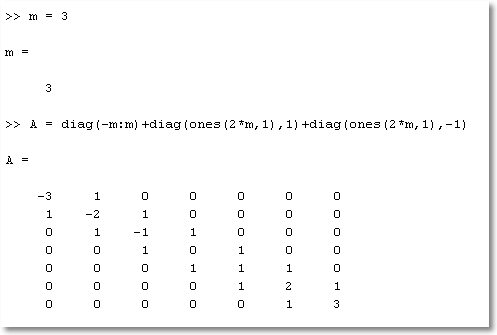 >> m = 3
m =
3
>> A = diag(-m:m)+diag(ones(2*m,1),1)+diag(ones(2*m,1),-1)
A =
-3 1 0 0 0 0 0
1 -2 1 0 0 0 0
0 1 -1 1 0 0 0
0 0 1 0 1 0 0
0 0 0 1 1 1 0
0 0 0 0 1 2 1
0 0 0 0 0 1 3